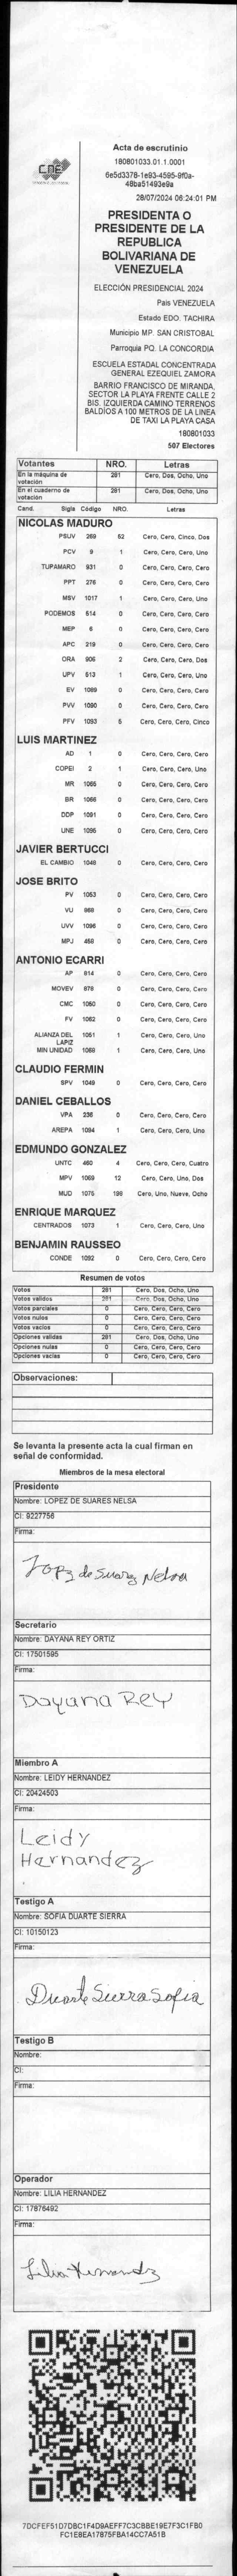 CNE
Acta de escrutinio
180801033.01.1.0001
6e5d3378-1e93-4595-9f0a-
48ba51493e9a
28/07/2024 06:24:01 PM
PRESIDENTA O
PRESIDENTE DE LA
REPUBLICA
BOLIVARIANA DE
VENEZUELA
ELECCIÓN PRESIDENCIAL 2024
Pais VENEZUELA
Estado EDO. TACHIRA
Municipio MP. SAN CRISTOBAL
Parroquia PQ. LA CONCORDIA
ESCUELA ESTADAL CONCENTRADA
GENERAL EZEQUIEL ZAMORA
BARRIO FRANCISCO DE MIRANDA.
SECTOR LA PLAYA FRENTE CALLE 2
BIS. IZQUIERDA CAMINO TERRENOS
BALDIOS A 100 METROS DE LA LINEA
DE TAXI LA PLAYA CASA
180801033
507 Electores
Votantes NRO. Letras
En la máquina de votación 281 Cero, Dos, Ocho, Uno
En el cuaderno de votación 281 Cero, Dos, Ocho, Uno
Cand. Sigla Código NRO. Letras
NICOLAS MADURO
PSUV 269 52 Cero, Cero, Cinco, Dos
PCV 9 1 Cero, Cero, Cero, Uno
TUPAMARO 931 0 Cero, Cero, Cero, Cero
PPT 276 0 Cero, Cero, Cero, Cero
MSV 1017 1 Cero, Cero, Cero, Uno
PODEMOS 514 0 Cero, Cero, Cero, Cero
MEP 6 0 Cero, Cero, Cero, Cero
APC 219 0 Cero, Cero, Cero, Cero
ORA 906 2 Cero, Cero, Cero, Dos
UPV 513 1 Cero, Cero, Cero, Uno
EV 1089 0 Cero, Cero, Cero, Cero
PVV 1090 0 Cero, Cero, Cero, Cero
PFV 1093 5 Cero, Cero, Cero, Cinco
LUIS MARTINEZ
AD 1 0 Cero, Cero, Cero, Cero
COPEI 2 1 Cero, Cero, Cero, Uno
MR 1065 0 Cero, Cero, Cero, Cero
BR 1066 0 Cero, Cero, Cero, Cero
DDP 1091 0 Cero, Cero, Cero, Cero
UNE 1095 0 Cero, Cero, Cero, Cero
JAVIER BERTUCCI
EL CAMBIO 1048 0 Cero, Cero, Cero, Cero
JOSE BRITO
PV 1053 0 Cero, Cero, Cero, Cero
VU 868 0 Cero, Cero, Cero, Cero
UVV 1096 0 Cero, Cero, Cero, Cero
MPJ 458 0 Cero, Cero, Cero, Cero
ANTONIO ECARRI
AP 814 0 Cero, Cero, Cero, Cero
MOVEV 878 0 Cero, Cero, Cero, Cero
CMC 1050 0 Cero, Cero, Cero, Cero
FV 1062 0 Cero, Cero, Cero, Cero
ALIANZA DEL 1051 1 Cero, Cero, Cero, Uno
LAPIZ
MIN UNIDAD 1068 1 Cero, Cero, Cero, Uno
CLAUDIO FERMIN
SPV 1049 0 Cero, Cero, Cero, Cero
DANIEL CEBALLOS
VPA 236 0 Cero, Cero, Cero, Cero
AREPA 1094 1 Cero, Cero, Cero, Uno
EDMUNDO GONZALEZ
UNTC 460 4 Cero, Cero, Cero, Cuatro
MPV 1069 12 Cero, Cero, Uno, Dos
MUD 1075 198 Cero, Uno, Nueve, Ocho
ENRIQUE MARQUEZ
CENTRADOS 1073 1 Cero, Cero, Cero, Uno
BENJAMIN RAUSSEO
CONDE 1092 0 Cero, Cero, Cero, Cero
Resumen de votos
Votos 281 Cero, Dos, Ocho, Uno
Votos validos 281 Cero, Dos, Ocho, Uno
Votos parciales 0 Cero, Cero, Cero, Cero
Votos nulos 0 Cero, Cero, Cero, Cero
Votos vacios 0 Cero, Cero, Cero, Cero
Opciones validas 281 Cero, Dos, Ocho, Uno
Opciones nulas 0 Cero, Cero, Cero, Cero
Opciones vacias 0 Cero, Cero, Cero, Cero
Observaciones:
Se levanta la presente acta la cual firman en
señal de conformidad.
Miembros de la mesa electoral
Presidente
Nombre: LOPEZ DE SUARES NELSA
CI: 9227756
Firma:
Lopz de Suarez Nelsa
Secretario
Nombre: DAYANA REY ORTIZ
CI: 17501595
Firma:
Dayana Rey
Miembro A
Nombre: LEIDY HERNANDEZ
CI: 20424503
Firma:
Leidy
Hernandez
Testigo A
Nombre: SOFIA DUARTE SIERRA
CI: 10150123
Firma:
Duarte Sierra Sofia
Testigo B
Nombre:
CI:
Firma:
Operador
Nombre: LILIA HERNANDEZ
CI: 17876492
Firma:
Lilia Hernandz
7DCFEF51D7DBC1F4D9AEFF7C3CBBE19E7F3C1FB0
FC1E8EA17875FBA14CC7A51B